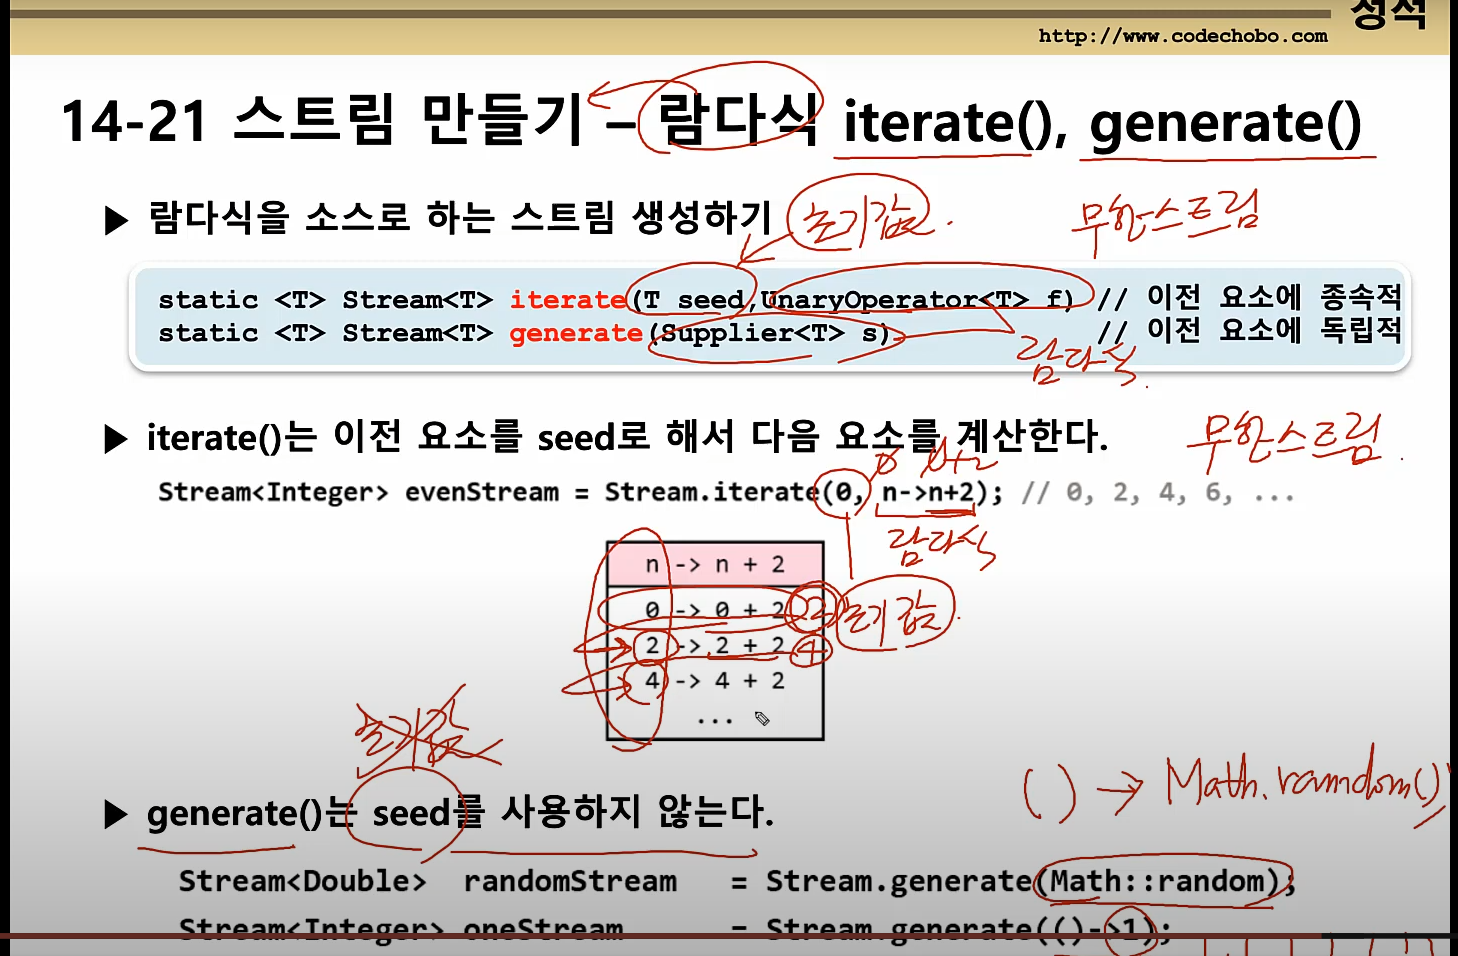 정석
http://www.codechobo.com
14-21 스트림 만들기 – 람다식 iterate(), generate()
▶ 람다식을 소스로 하는 스트림 생성하기
초기값.
무한스트림
static <T> Stream<T> iterate(T seed,UnaryOperator<T> f) // 이전 요소에 종속적
static <T> Stream<T> generate(Supplier<T> s) // 이전 요소에 독립적
람다식.
▶ iterate()는 이전 요소를 seed로 해서 다음 요소를 계산한다.
무한스트림.
0 0+2
Stream<Integer> evenStream = Stream.iterate(0, n->n+2); // 0, 2, 4, 6, ...
람다식
n -> n + 2
0 -> 0 + 2 2 초기값.
2 -> 2 + 2 4
4 -> 4 + 2
...
초기값
( ) → Math.random()
▶ generate()는 seed를 사용하지 않는다.
Stream<Double> randomStream = Stream.generate(Math::random);
Stream<Integer> oneStream = Stream.generate(()->1);